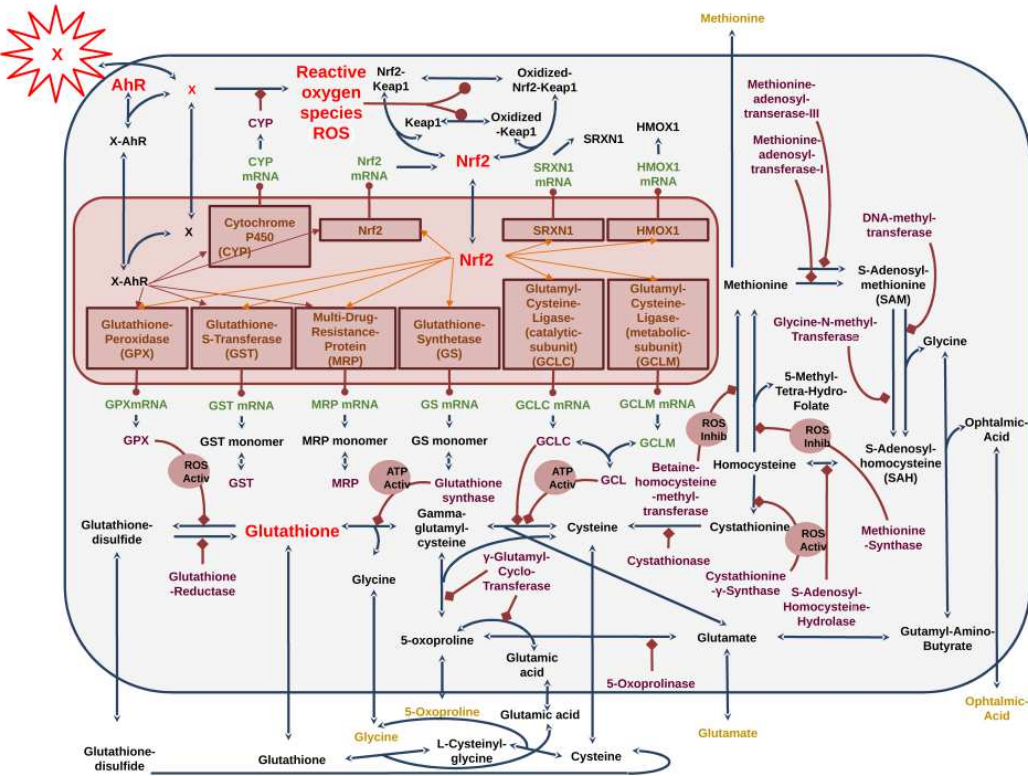 Methionine
X
AhR
X
Reactive
oxygen
species
ROS
Nrf2-
Keap1
Oxidized-
Nrf2-Keap1
Keap1
Oxidized
-Keap1
Nrf2
CYP
CYP
mRNA
Nrf2
mRNA
X-AhR
SRXN1
SRXN1
mRNA
HMOX1
HMOX1
mRNA
Methionine-
adenosyl-
transerase-III
Methionine-
adenosyl-
transferase-I
Cytochrome
P450
(CYP)
Nrf2
SRXN1
HMOX1
X
Nrf2
X-AhR
DNA-methyl-
transferase
Methionine
S-Adenosyl-
methionine
(SAM)
Glutathione-
Peroxidase
(GPX)
Glutathione-
S-Transferase
(GST)
Multi-Drug-
Resistance-
Protein
(MRP)
Glutathione-
Synthetase
(GS)
Glutamyl-
Cysteine-
Ligase-
(catalytic-
subunit)
(GCLC)
Glutamyl-
Cysteine-
Ligase-
(metabolic-
subunit)
(GCLM)
Glycine-N-methyl-
Transferase
Glycine
5-Methyl-
Tetra-Hydro-
Folate
GPXmRNA
GST mRNA
MRP mRNA
GS mRNA
GCLC mRNA
GCLM mRNA
GPX
GST monomer
MRP monomer
GS monomer
GCLC
GCLM
ROS
Inhib
ROS
Inhib
Ophtalmic-
Acid
ROS
Activ
GST
MRP
ATP
Activ
Glutathione
synthase
ATP
Activ
GCL
Betaine-
homocysteine
-methyl-
transferase
Homocysteine
S-Adenosyl-
homocysteine
(SAH)
Glutathione-
disulfide
Glutathione
Gamma-
glutamyl-
cysteine
Cysteine
Cystathionine
ROS
Activ
Methionine
-Synthase
Glutathione
-Reductase
Glycine
γ-Glutamyl-
Cyclo-
Transferase
Cystathionase
Cystathionine
-γ-Synthase
S-Adenosyl-
Homocysteine-
Hydrolase
5-oxoproline
Glutamic
acid
Glutamate
Gutamyl-Amino-
Butyrate
5-Oxoprolinase
5-Oxoproline
Glutamic acid
Ophtalmic-
Acid
Glycine
Glutamate
Glutathione-
disulfide
Glutathione
L-Cysteinyl-
glycine
Cysteine